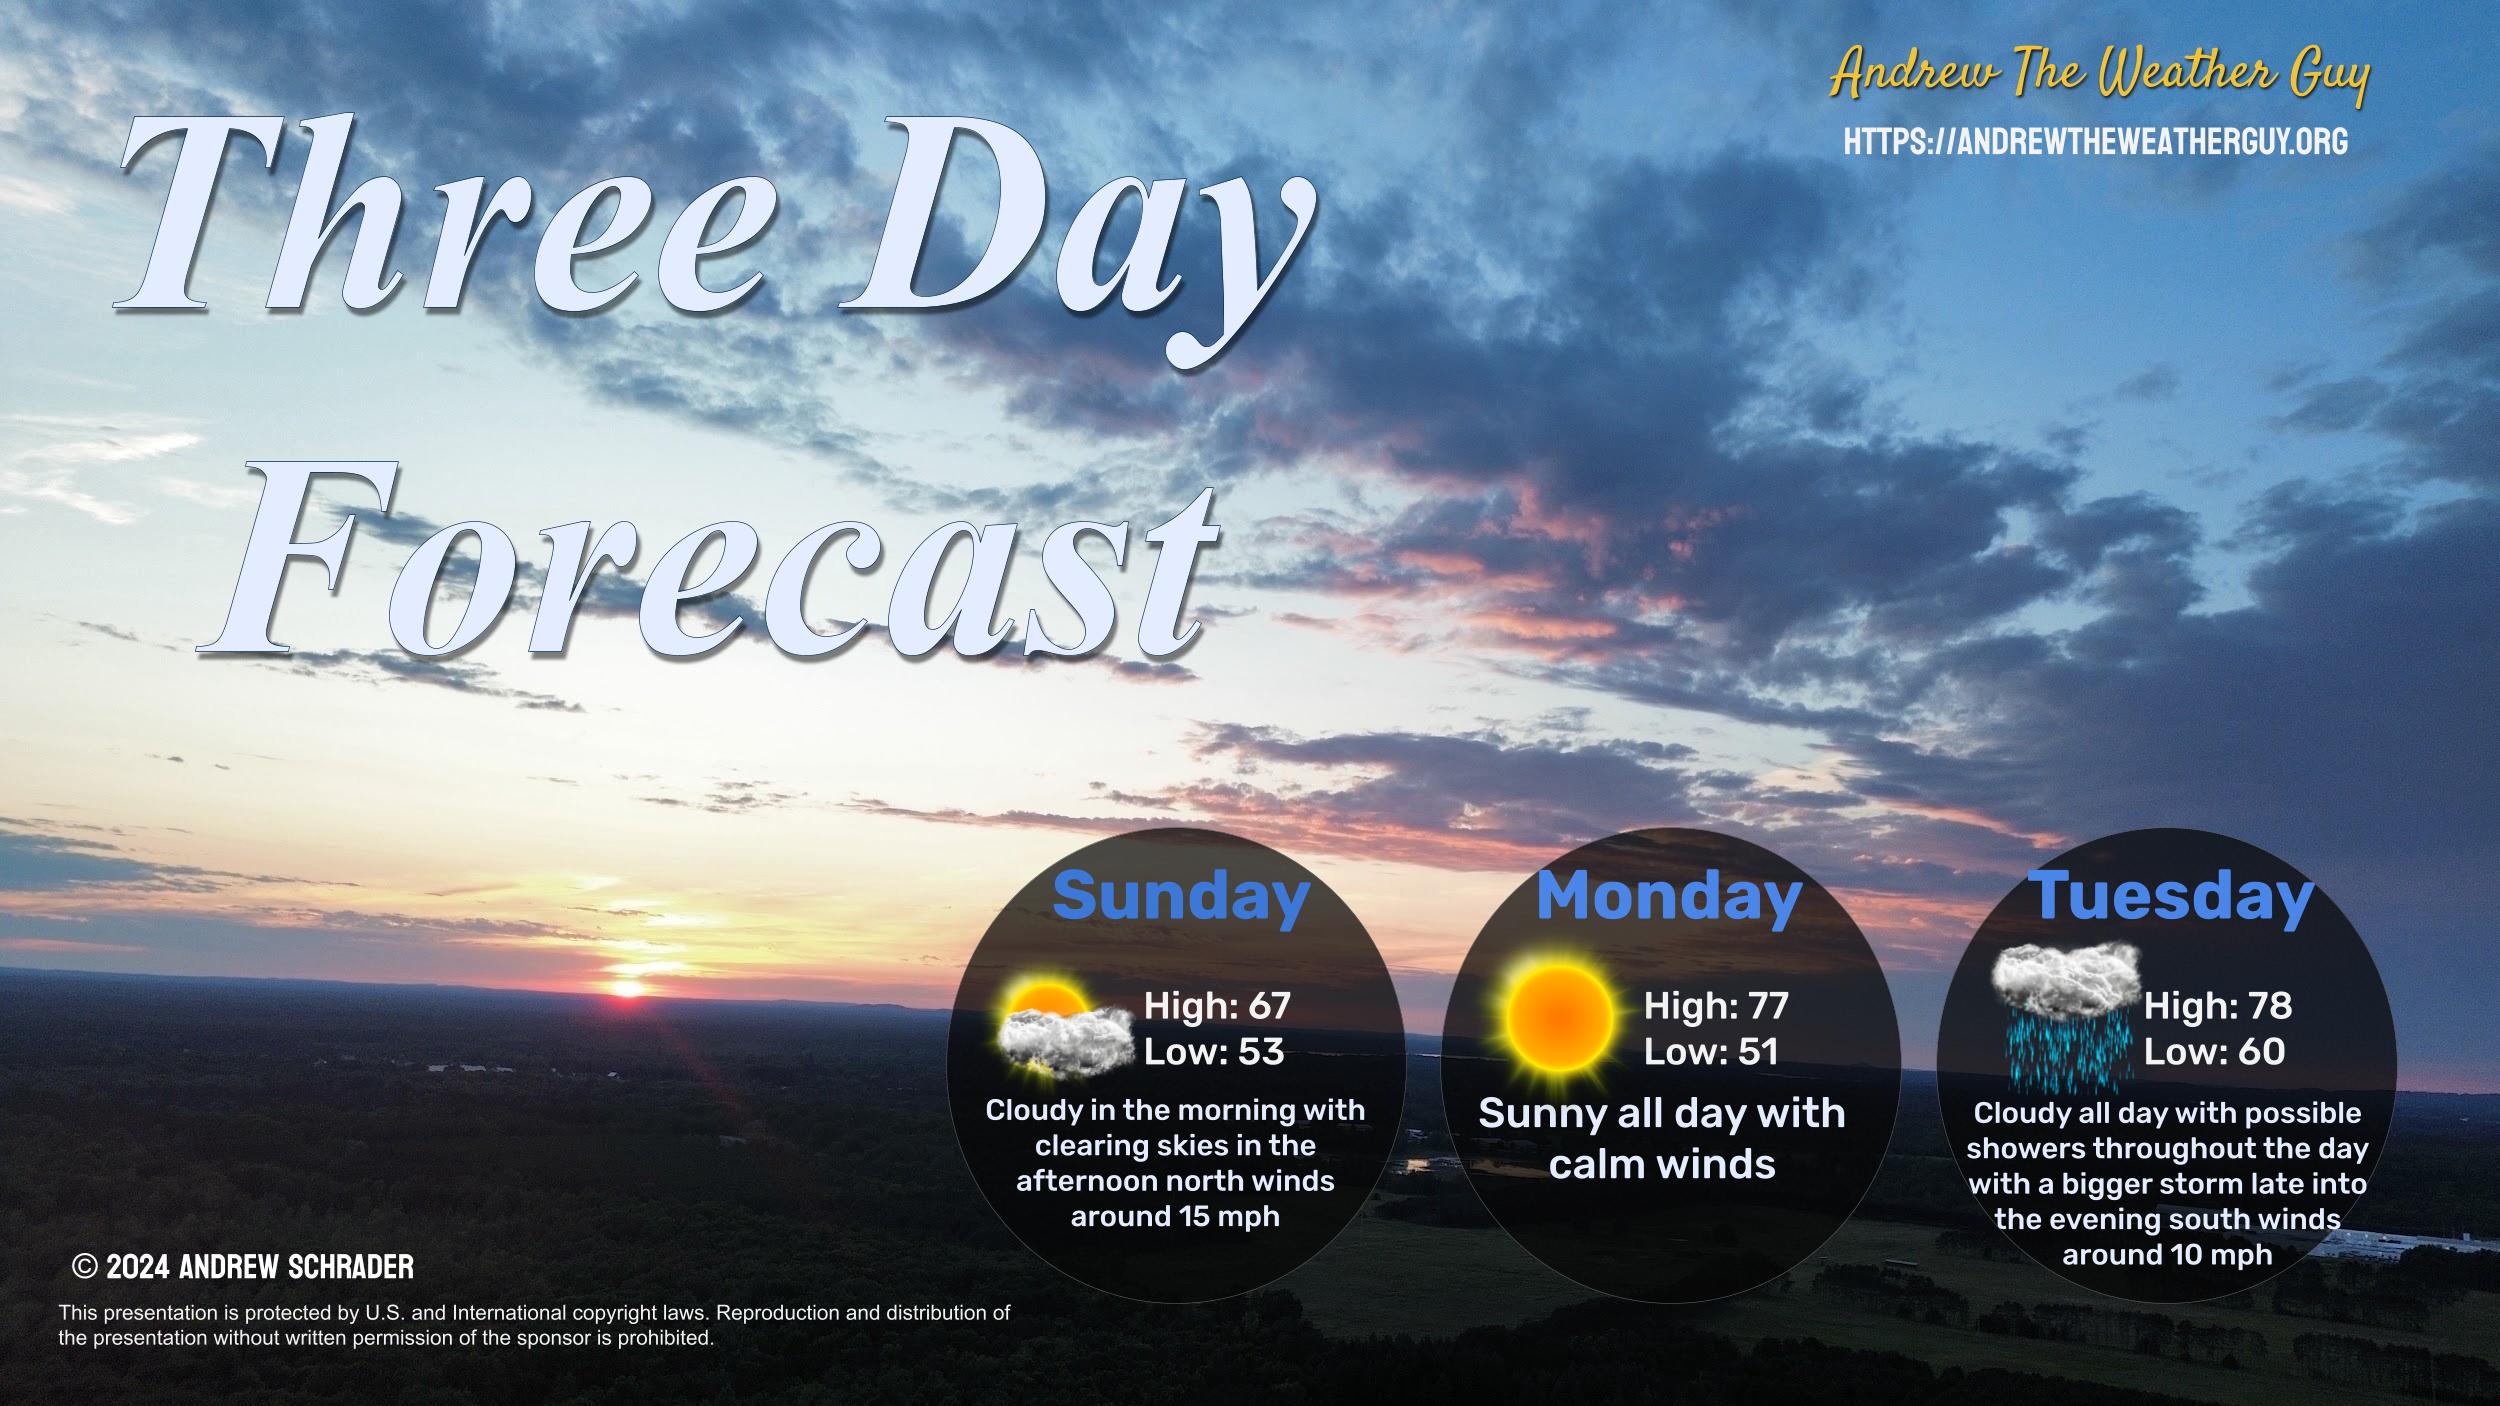 Andrew The Weather Guy
HTTPS://ANDREWTHEWEATHERGUY.ORG
Three Day
Forecast
Sunday
High: 67
Low: 53
Cloudy in the morning with
clearing skies in the
afternoon north winds
around 15 mph
Monday
High: 77
Low: 51
Sunny all day with
calm winds
Tuesday
High: 78
Low: 60
Cloudy all day with possible
showers throughout the day
with a bigger storm late into
the evening south winds
around 10 mph
© 2024 ANDREW SCHRADER
This presentation is protected by U.S. and International copyright laws. Reproduction and distribution of
the presentation without written permission of the sponsor is prohibited.